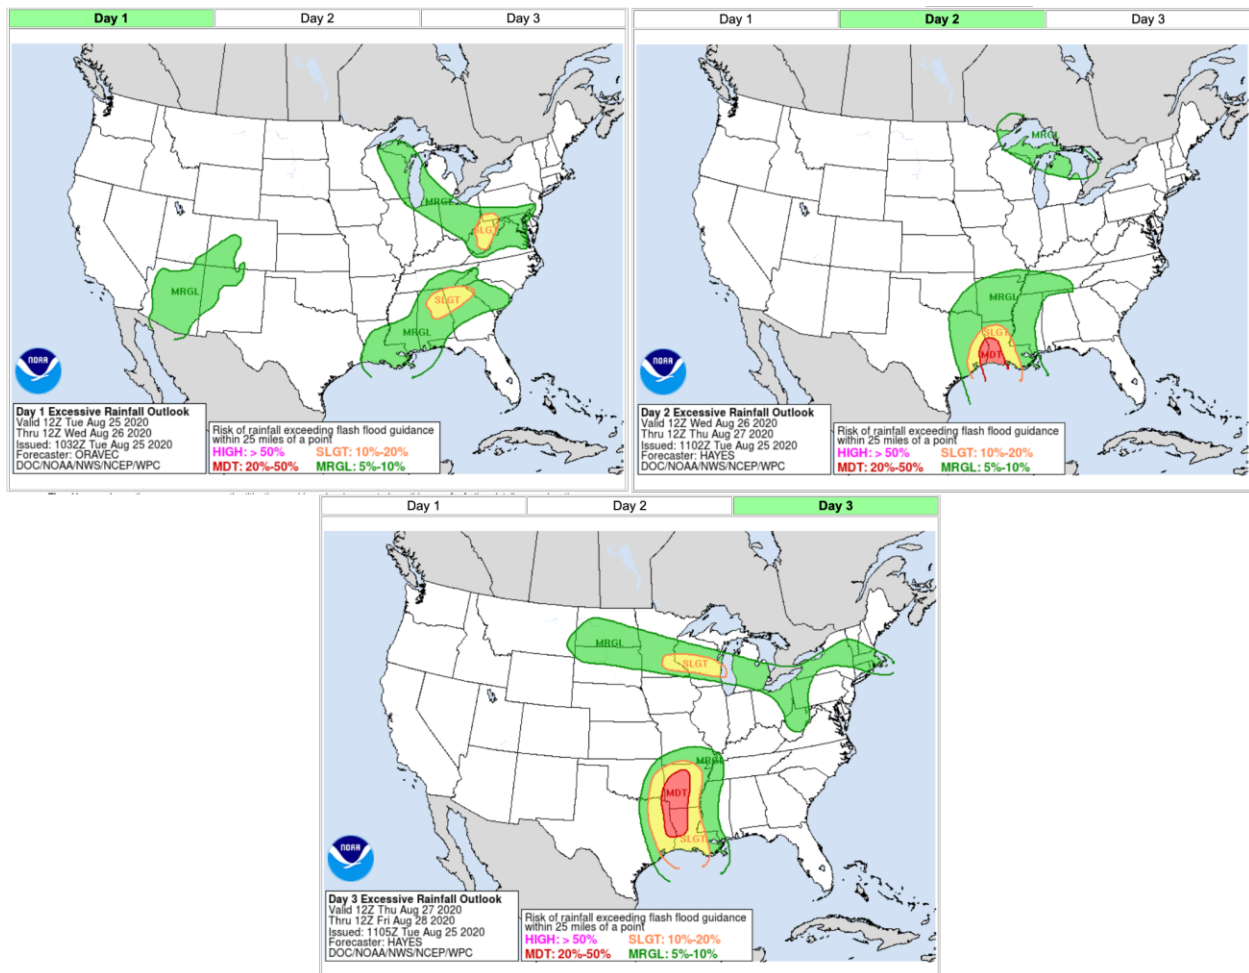 Day 1
Day 2
Day 3
MRGL
SLGT
MRGL
SLGT
MRGL
NOAA
Day 1 Excessive Rainfall Outlook
Valid 12Z Tue Aug 25 2020
Thru 12Z Wed Aug 26 2020
Issued: 1032Z Tue Aug 25 2020
Forecaster: ORAVEC
DOC/NOAA/NWS/NCEP/WPC
Risk of rainfall exceeding flash flood guidance
within 25 miles of a point
HIGH: > 50% SLGT: 10%-20%
MDT: 20%-50% MRGL: 5%-10%
Day 1
Day 2
Day 3
MRGL
MRGL
SLGT
MDT
NOAA
Day 2 Excessive Rainfall Outlook
Valid 12Z Wed Aug 26 2020
Thru 12Z Thu Aug 27 2020
Issued: 1102Z Tue Aug 25 2020
Forecaster: HAYES
DOC/NOAA/NWS/NCEP/WPC
Risk of rainfall exceeding flash flood guidance
within 25 miles of a point
HIGH: > 50% SLGT: 10%-20%
MDT: 20%-50% MRGL: 5%-10%
Day 1
Day 2
Day 3
MRGL
SLGT
MRGL
MDT
SLGT
NOAA
Day 3 Excessive Rainfall Outlook
Valid 12Z Thu Aug 27 2020
Thru 12Z Fri Aug 28 2020
Issued: 1105Z Tue Aug 25 2020
Forecaster: HAYES
DOC/NOAA/NWS/NCEP/WPC
Risk of rainfall exceeding flash flood guidance
within 25 miles of a point
HIGH: > 50% SLGT: 10%-20%
MDT: 20%-50% MRGL: 5%-10%